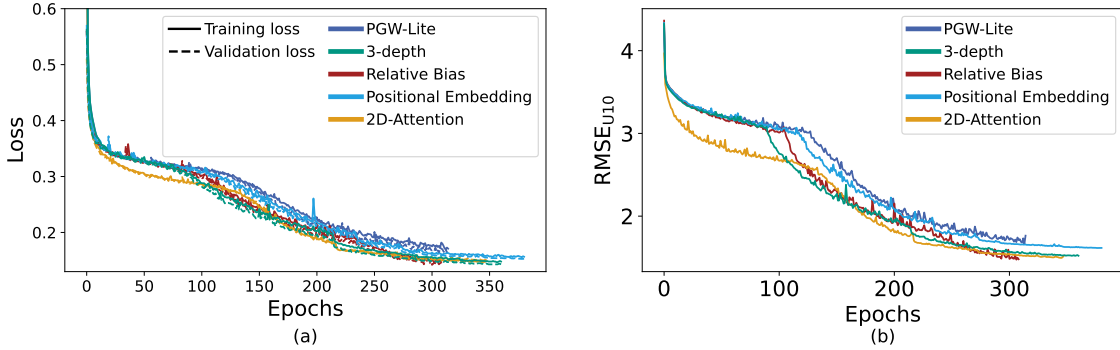 Loss
0.6
0.5
0.4
0.3
0.2
Training loss
Validation loss
PGW-Lite
3-depth
Relative Bias
Positional Embedding
2D-Attention
0 50 100 150 200 250 300 350
Epochs
(a)
RMSE_U10
4
3
2
PGW-Lite
3-depth
Relative Bias
Positional Embedding
2D-Attention
0 100 200 300
Epochs
(b)